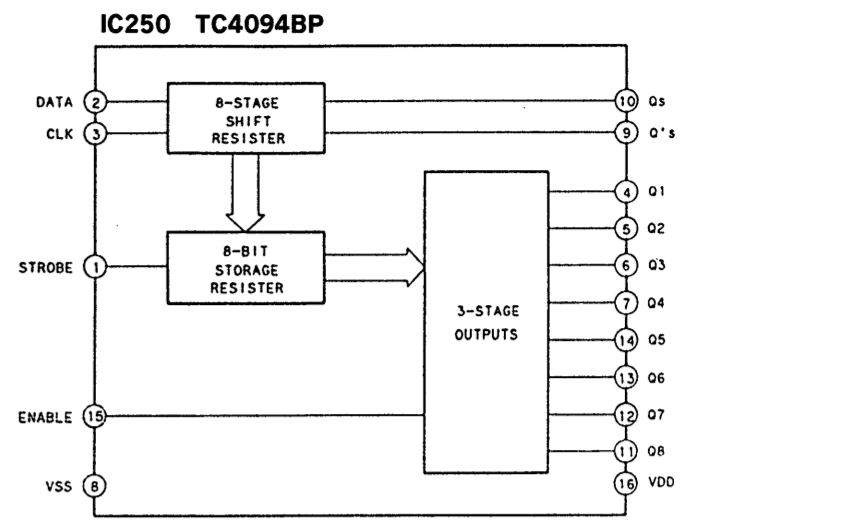 IC250 TC4094BP
DATA 2
8-STAGE
SHIFT
RESISTER
10 Qs
CLK 3
9 Q's
4 Q1
5 Q2
STROBE 1
8-BIT
STORAGE
RESISTER
6 Q3
3-STAGE
OUTPUTS
7 Q4
14 Q5
13 Q6
ENABLE 15
12 Q7
11 Q8
VSS 8
16 VDD